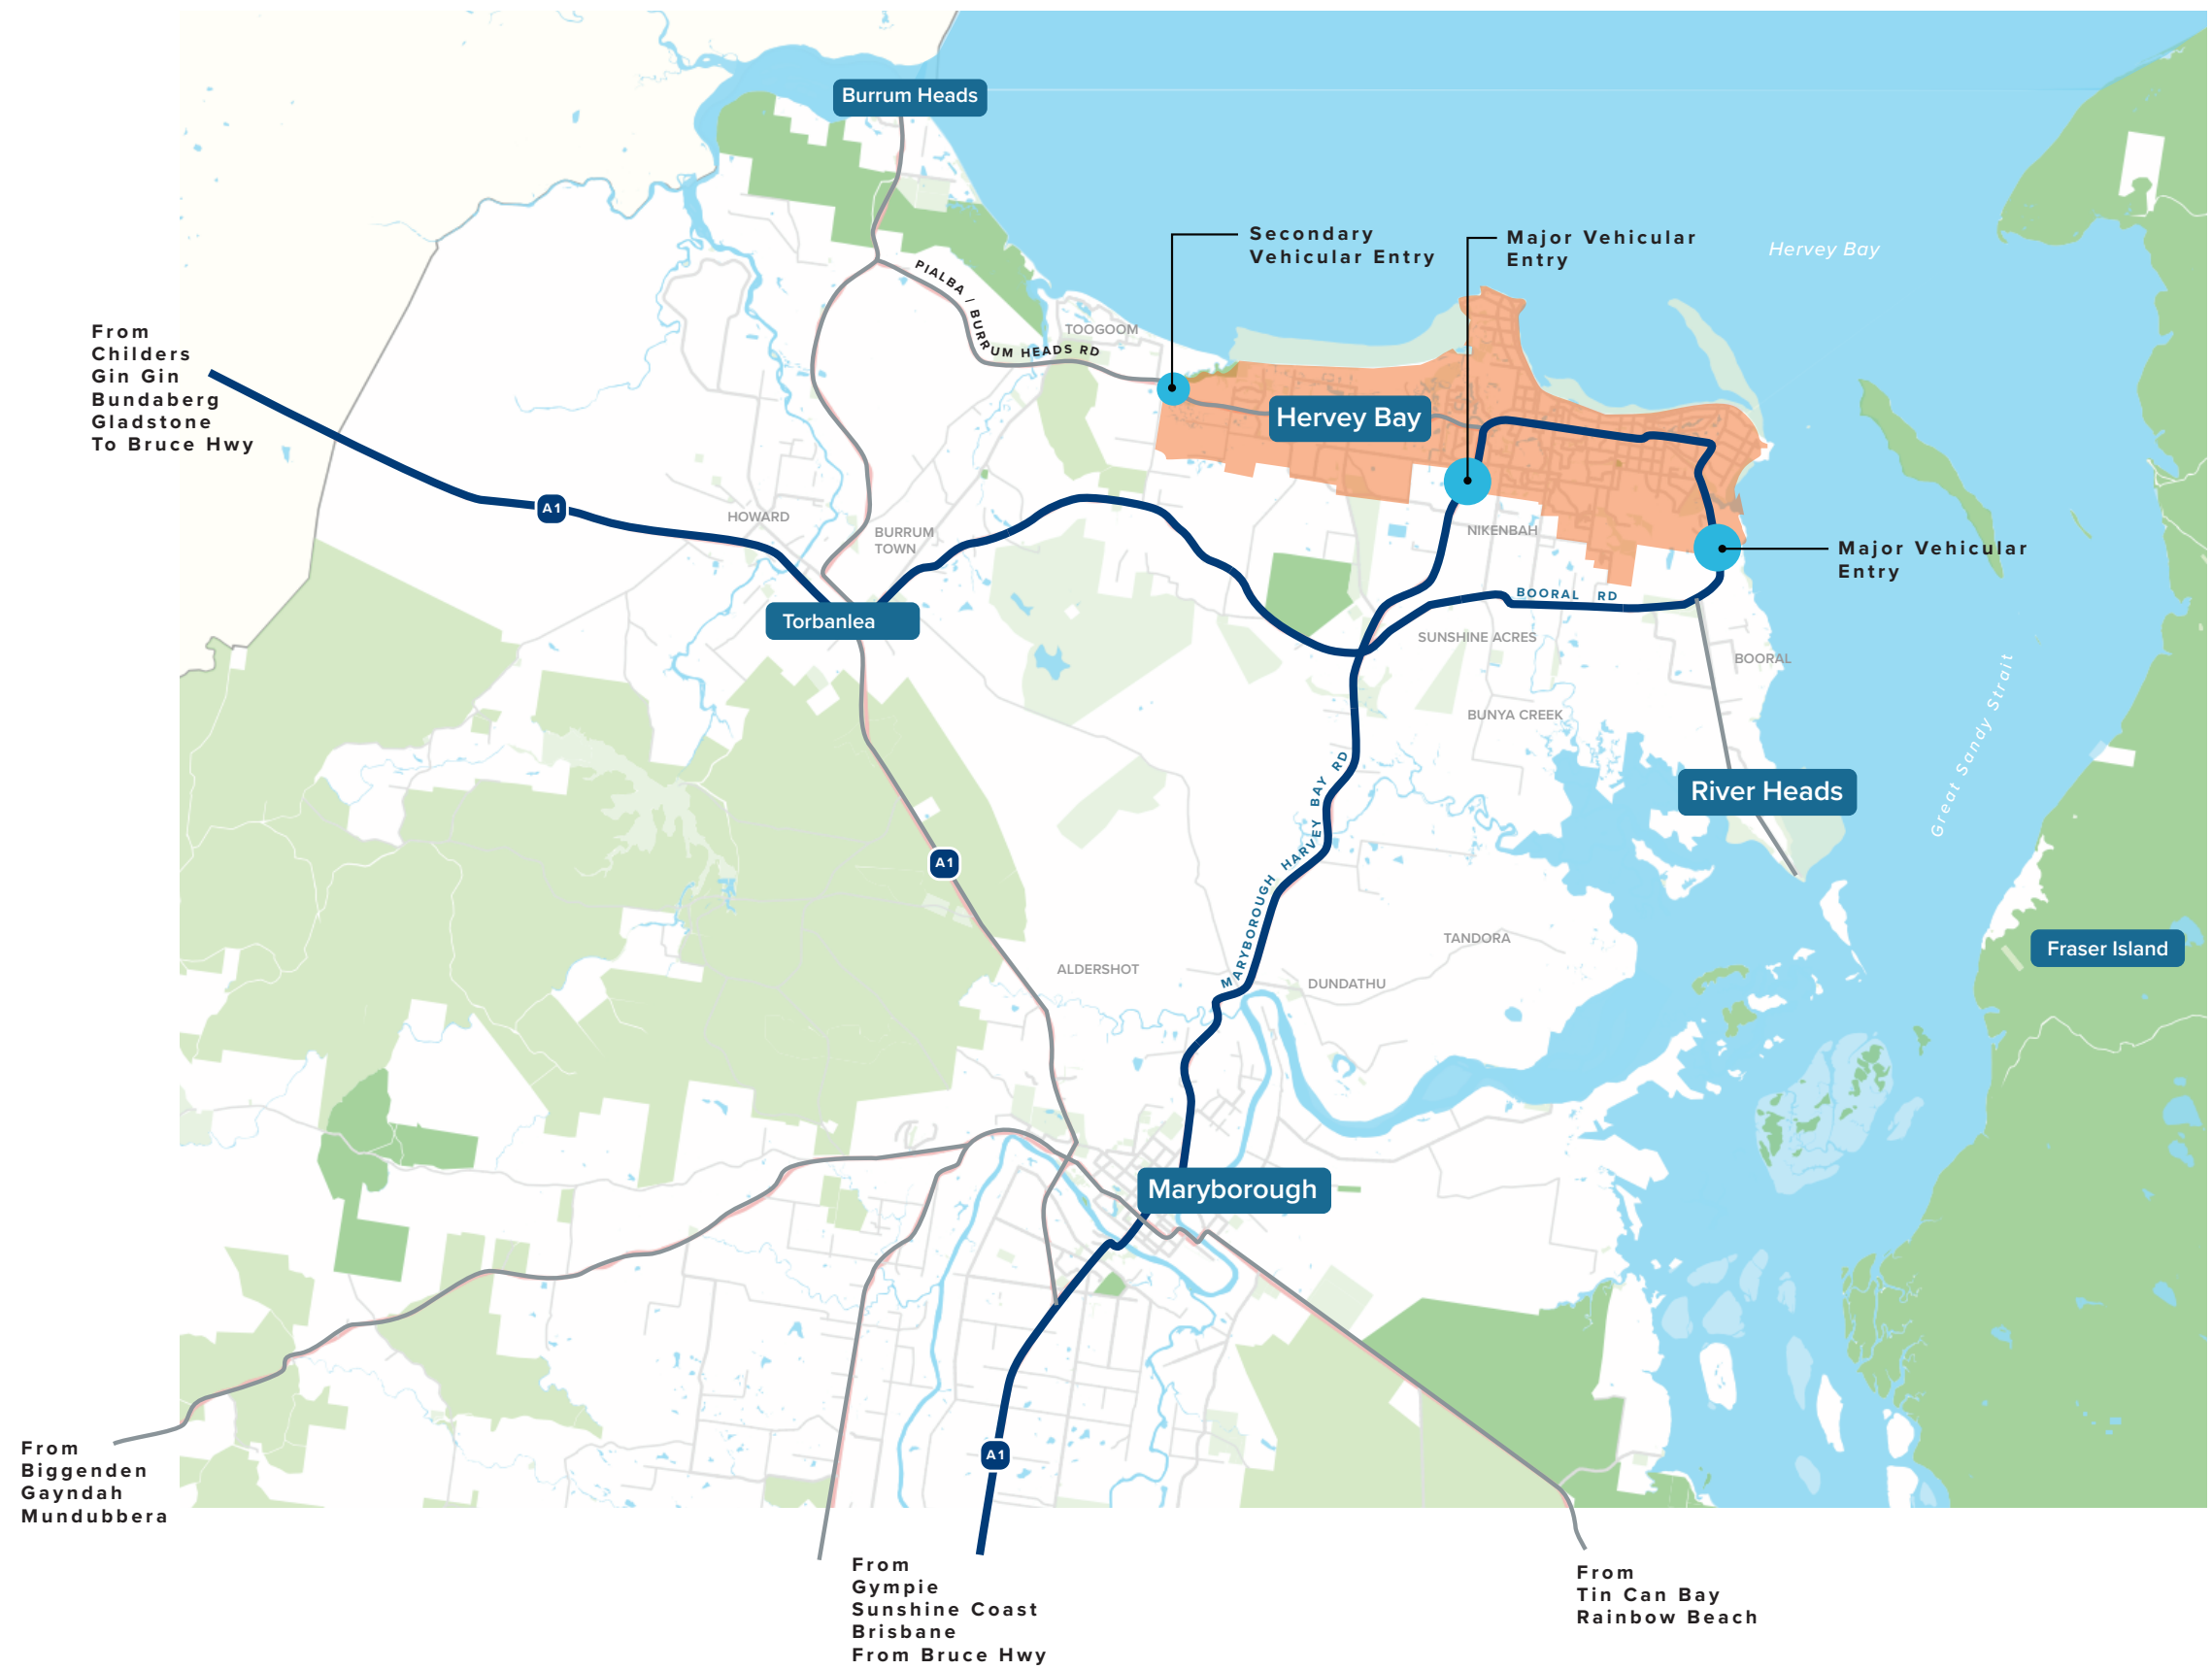 Burrum Heads
Secondary
Vehicular Entry
Major Vehicular
Entry
Hervey Bay
PIALBA / BURRUM HEADS RD
TOOGOOM
From
Childers
Gin Gin
Bundaberg
Gladstone
To Bruce Hwy
Hervey Bay
A1
HOWARD
BURRUM
TOWN
NIKENBAH
Major Vehicular
Entry
BOORAL RD
Torbanlea
SUNSHINE ACRES
BOORAL
BUNYA CREEK
Great Sandy Strait
MARYBOROUGH HARVEY BAY RD
River Heads
A1
TANDORA
Fraser Island
ALDERSHOT
DUNDATHU
Maryborough
A1
From
Biggenden
Gayndah
Mundubbera
From
Gympie
Sunshine Coast
Brisbane
From Bruce Hwy
From
Tin Can Bay
Rainbow Beach